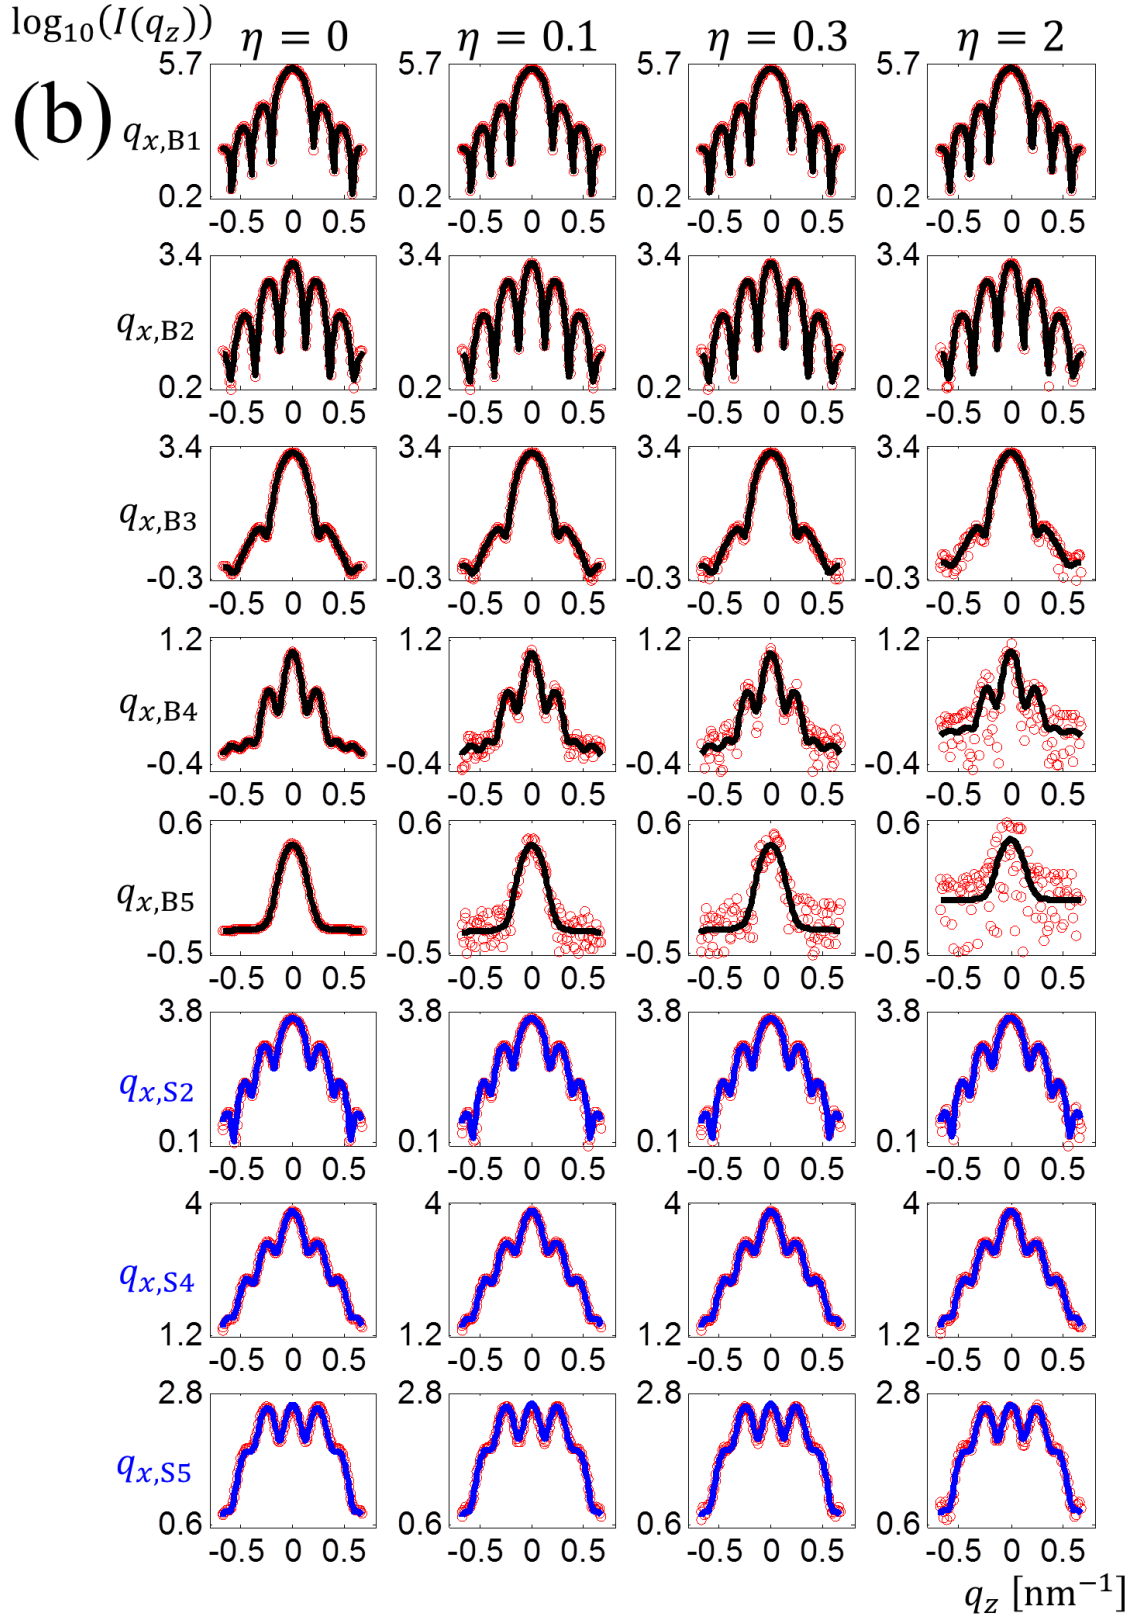 log₁₀(I(q_z)) η = 0 η = 0.1 η = 0.3 η = 2
(b)
q_x,B1 5.7 0.2 5.7 0.2 5.7 0.2 5.7 0.2
-0.5 0 0.5 -0.5 0 0.5 -0.5 0 0.5 -0.5 0 0.5
q_x,B2 3.4 0.2 3.4 0.2 3.4 0.2 3.4 0.2
-0.5 0 0.5 -0.5 0 0.5 -0.5 0 0.5 -0.5 0 0.5
q_x,B3 3.4 -0.3 3.4 -0.3 3.4 -0.3 3.4 -0.3
-0.5 0 0.5 -0.5 0 0.5 -0.5 0 0.5 -0.5 0 0.5
q_x,B4 1.2 -0.4 1.2 -0.4 1.2 -0.4 1.2 -0.4
-0.5 0 0.5 -0.5 0 0.5 -0.5 0 0.5 -0.5 0 0.5
q_x,B5 0.6 -0.5 0.6 -0.5 0.6 -0.5 0.6 -0.5
-0.5 0 0.5 -0.5 0 0.5 -0.5 0 0.5 -0.5 0 0.5
q_x,S2 3.8 0.1 3.8 0.1 3.8 0.1 3.8 0.1
-0.5 0 0.5 -0.5 0 0.5 -0.5 0 0.5 -0.5 0 0.5
q_x,S4 4 1.2 4 1.2 4 1.2 4 1.2
-0.5 0 0.5 -0.5 0 0.5 -0.5 0 0.5 -0.5 0 0.5
q_x,S5 2.8 0.6 2.8 0.6 2.8 0.6 2.8 0.6
-0.5 0 0.5 -0.5 0 0.5 -0.5 0 0.5 -0.5 0 0.5
q_z [nm⁻¹]